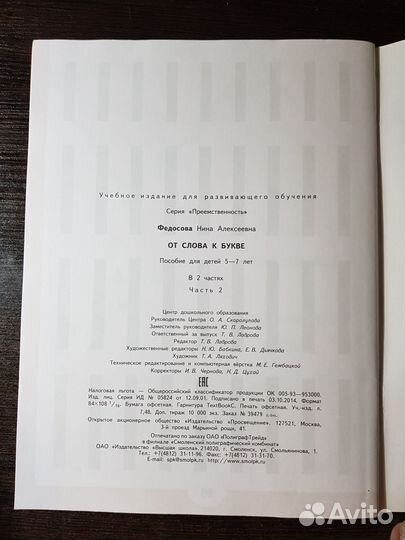 Учебное издание для развивающего обучения
Серия «Преемственность»
Федосова Нина Алексеевна
ОТ СЛОВА К БУКВЕ
Пособие для детей 5—7 лет
В 2 частях
Часть 2
Центр дошкольного образования
Руководитель Центра О. А. Скоролупова
Заместитель руководителя Ю. П. Леонова
Ответственный за выпуск Т. В. Лаврова
Редактор Т. В. Лаврова
Художественные редакторы Н. Ю. Бабкина, Е. В. Дьячкова
Художник Т. А. Ляхович
Техническое редактирование и компьютерная вёрстка М. Е. Гембацкой
Корректоры И. В. Чернова, Н. Д. Цухай
ЕАС
Налоговая льгота — Общероссийский классификатор продукции ОК 005-93—953000.
Изд. лиц. Серия ИД № 05824 от 12.09.01. Подписано в печать 03.10.2014. Формат
84×108 1/16. Бумага офсетная. Гарнитура TextBookC. Печать офсетная. Уч.-изд. л.
7,48. Доп. тираж 10 000 экз. Заказ № 39479
Открытое акционерное общество «Издательство «Просвещение». 127521, Москва,
3-й проезд Марьиной рощи, 41.
Отпечатано по заказу ОАО «ПолиграфТрейд»
в филиале «Смоленский полиграфический комбинат»
ОАО «Издательство «Высшая школа». 214020, г. Смоленск, ул. Смольянинова, 1.
Тел.: +7(4812) 31-11-96. Факс: +7(4812) 31-31-70.
E-mail: spk@smolpk.ru http://www.smolpk.ru
Avito